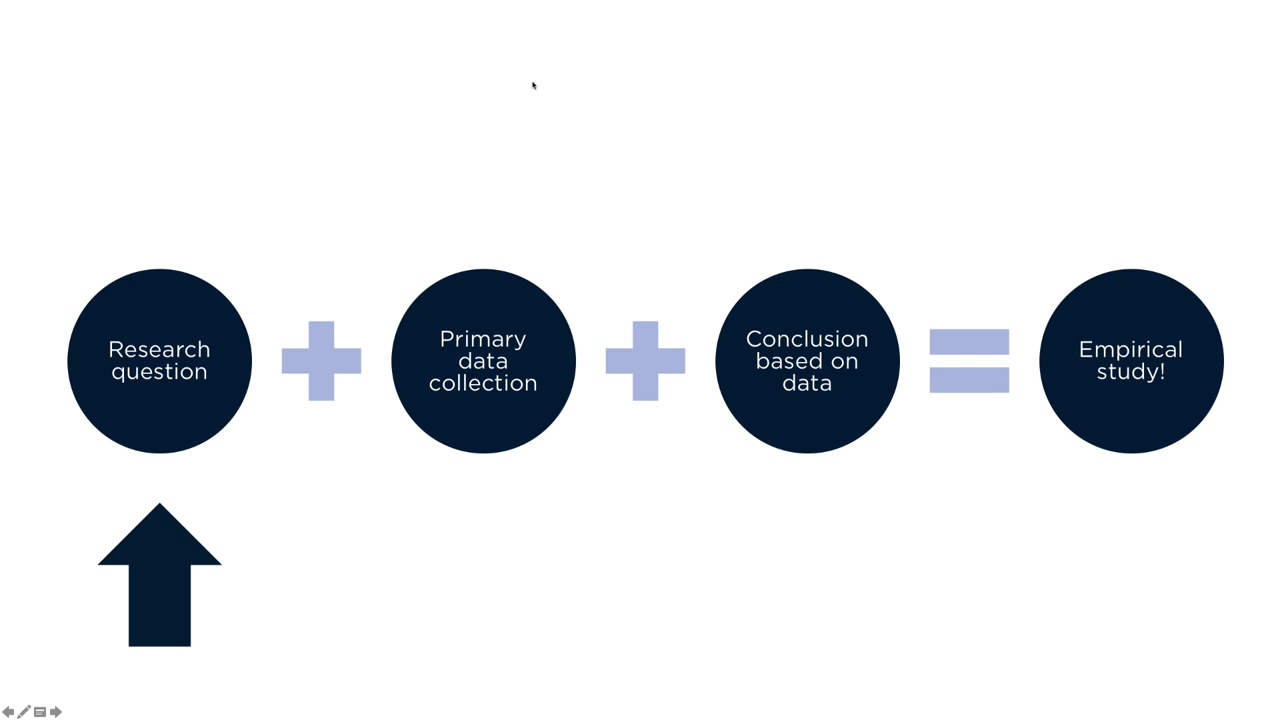 Research
question
Primary
data
collection
Conclusion
based on
data
Empirical
study!